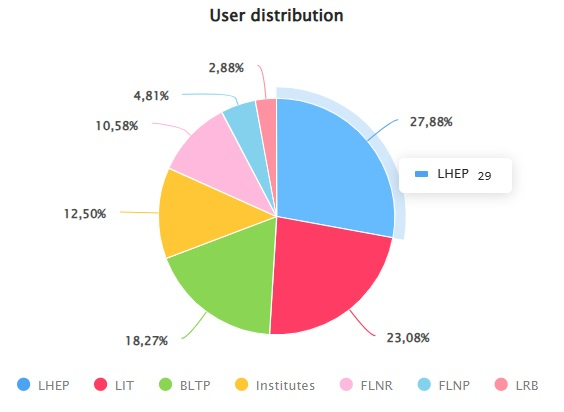 User distribution
2,88%
4,81%
27,88%
10,58%
LHEP 29
12,50%
18,27%
23,08%
LHEP LIT BLTP Institutes FLNR FLNP LRB